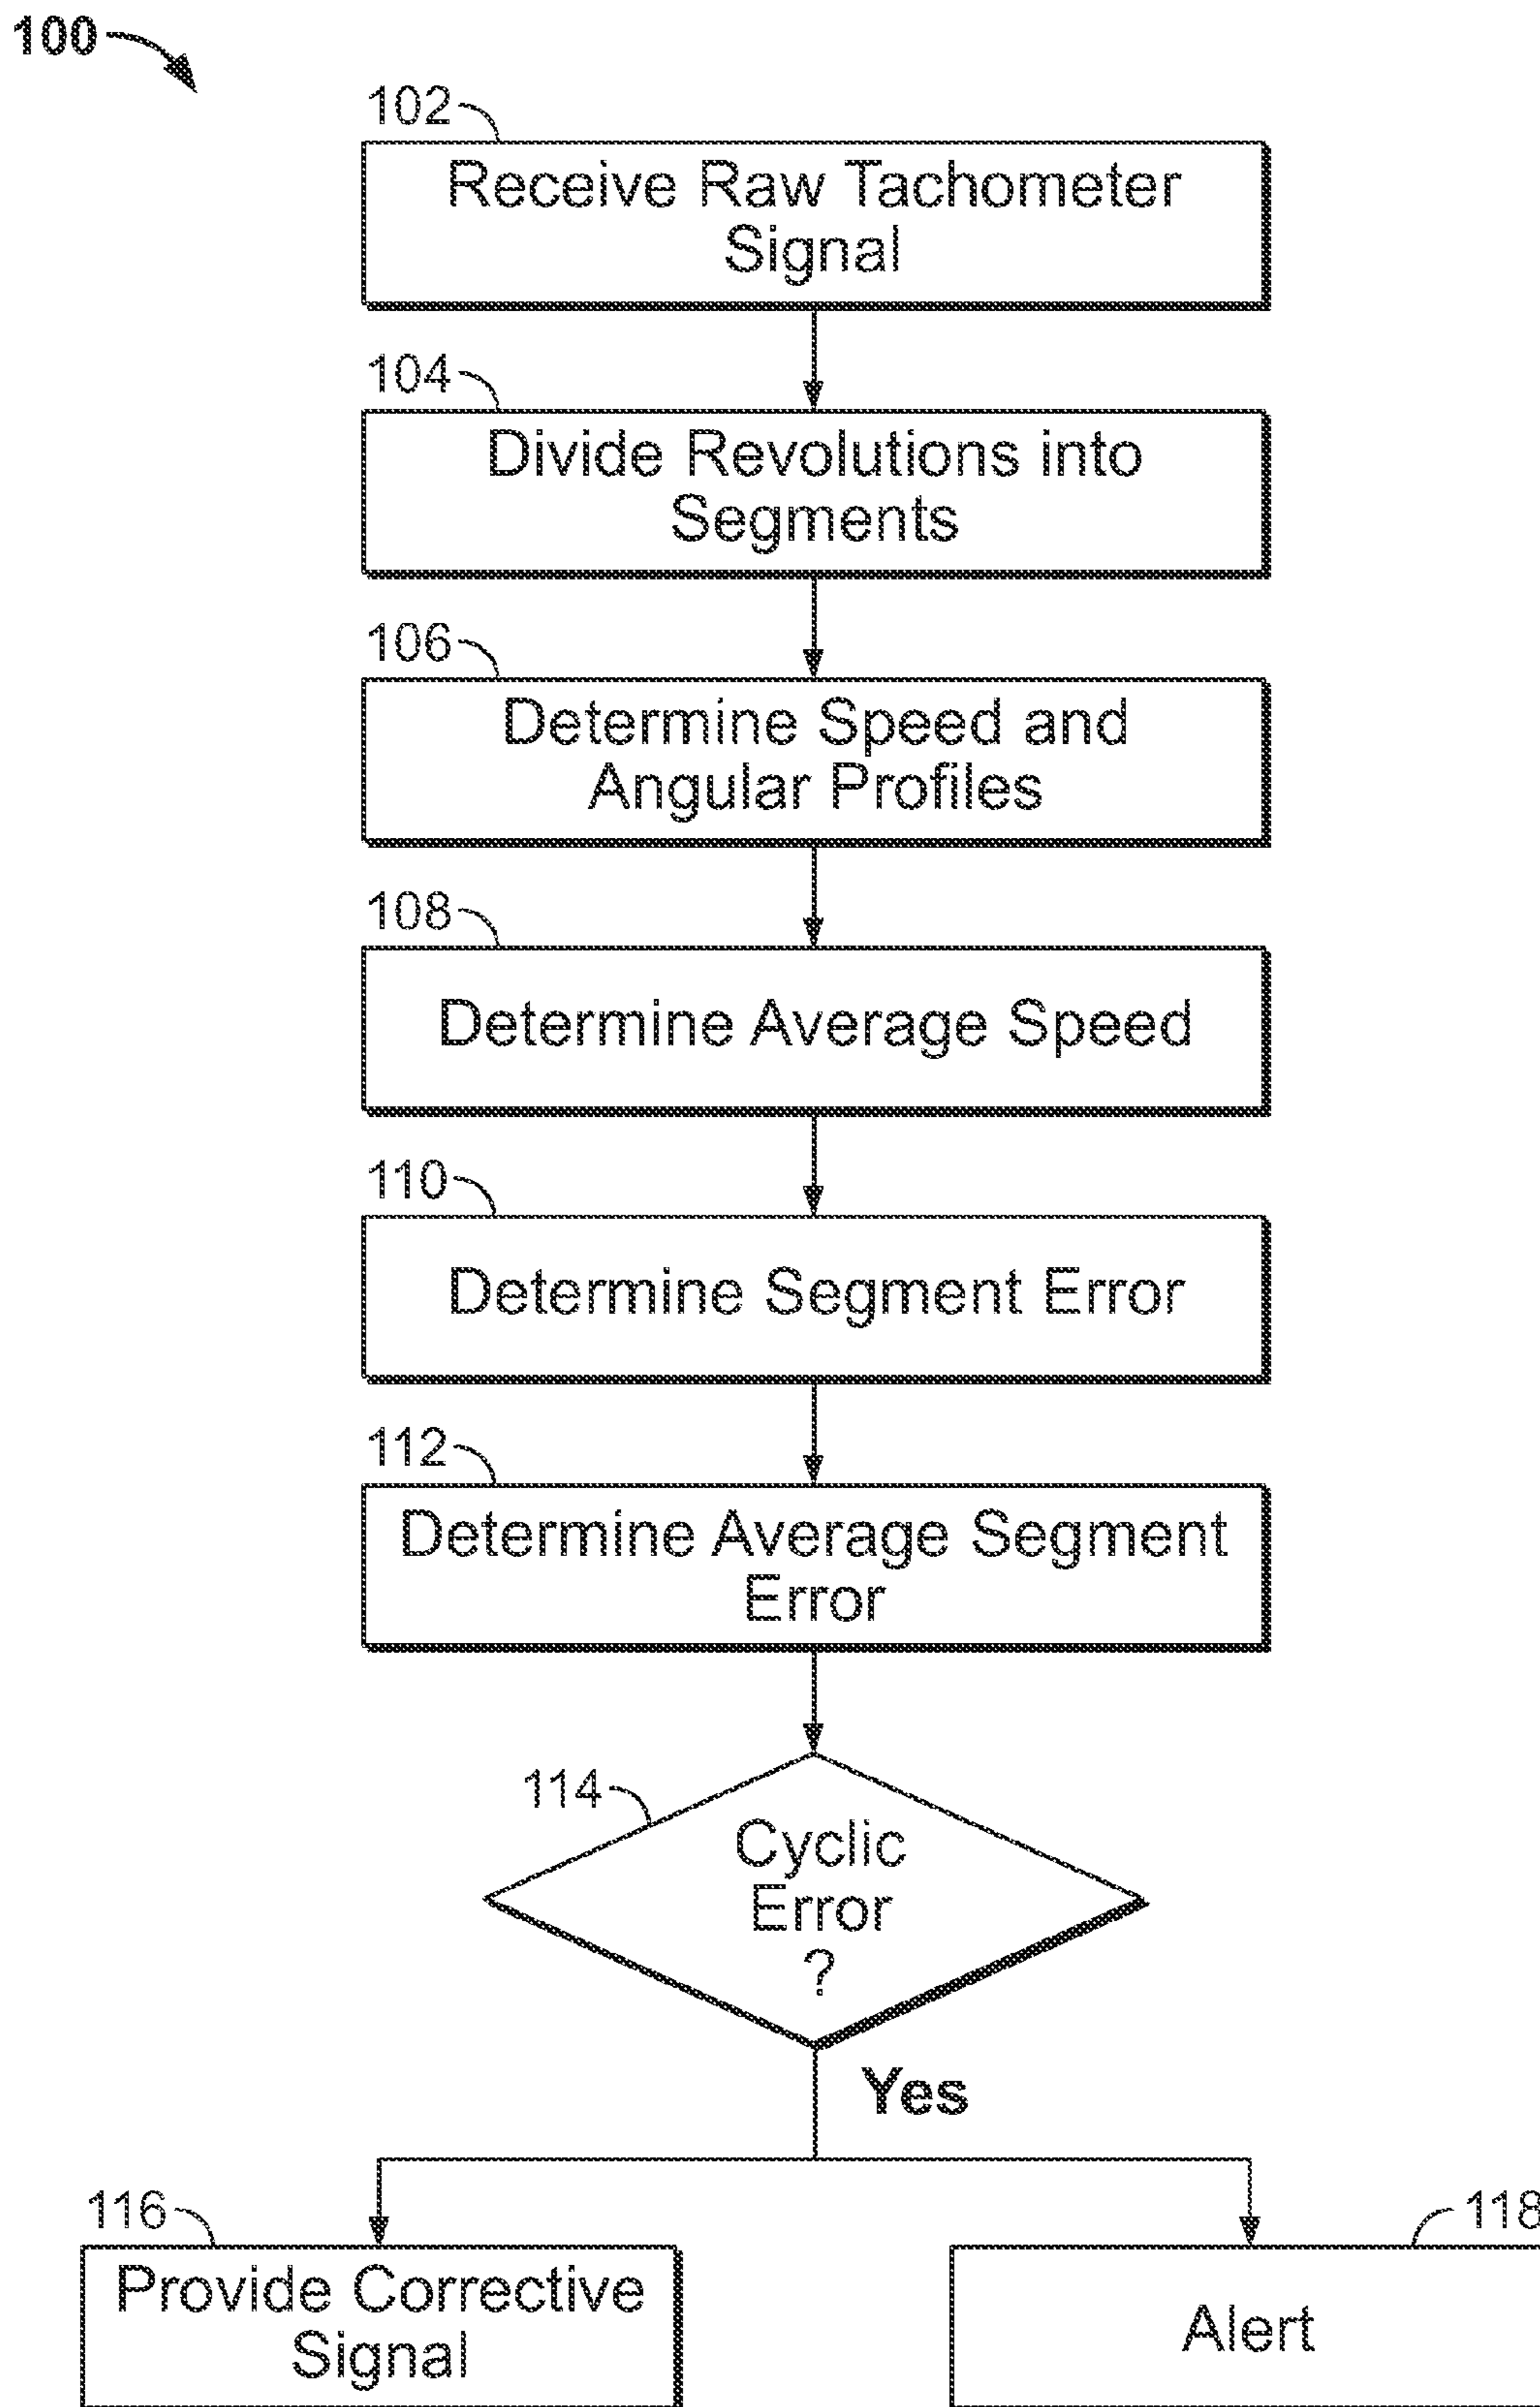 100
102
Receive Raw Tachometer
Signal
104
Divide Revolutions into
Segments
106
Determine Speed and
Angular Profiles
108
Determine Average Speed
110
Determine Segment Error
112
Determine Average Segment
Error
114
Cyclic
Error
?
Yes
116
Provide Corrective
Signal
118
Alert